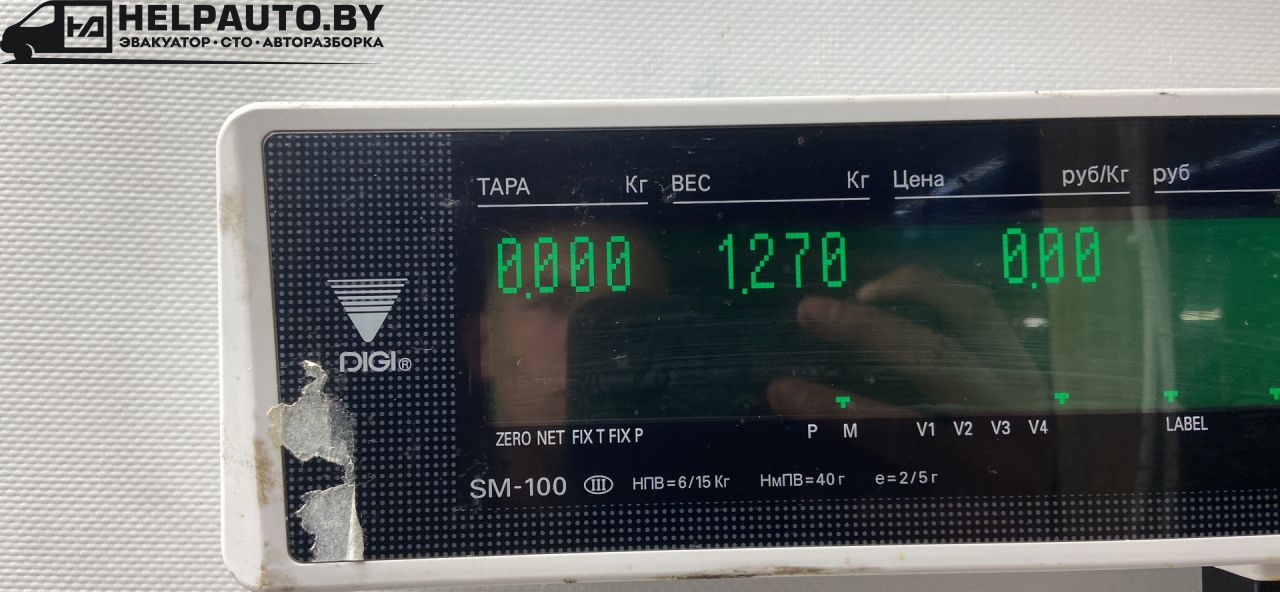 HELPAUTO.BY
ЭВАКУАТОР·СТО·АВТОРАЗБОРКА
ТАРА Кг ВЕС Кг Цена руб/Кг руб
0.000 1.270 0.00
DIGI®
ZERO NET FIX T FIX P P M V1 V2 V3 V4 LABEL
SM-100 III НПВ=6/15 Кг НмПВ=40 г е=2/5 г